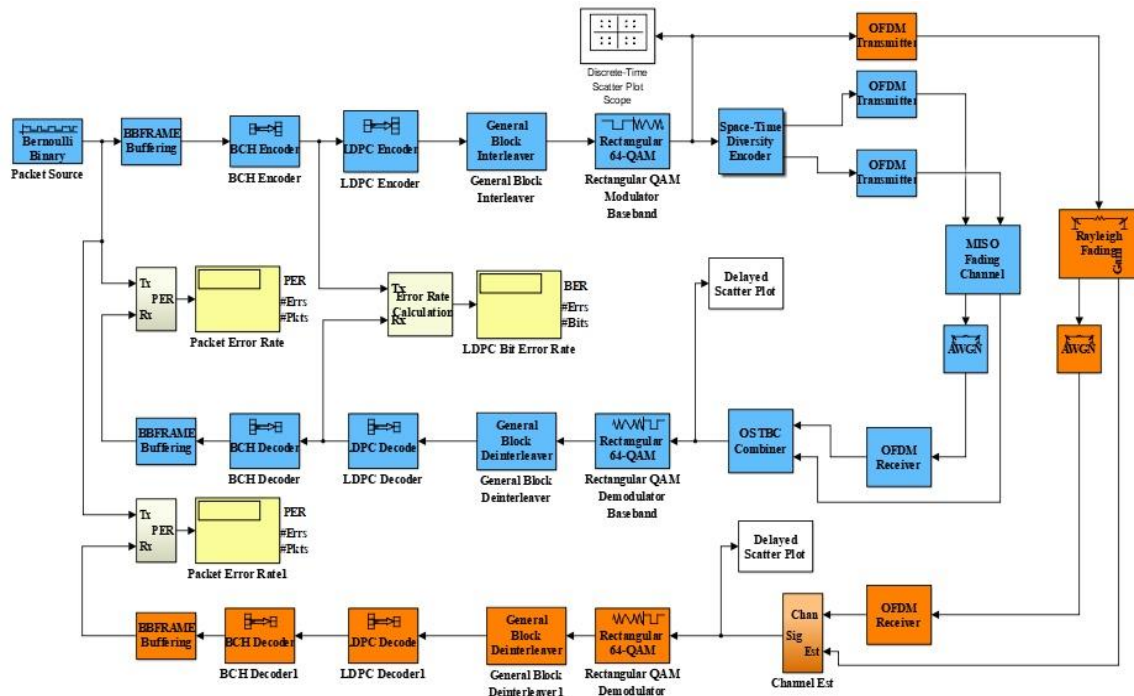 Discrete-Time
Scatter Plot
Scope
OFDM
Transmitter
OFDM
Transmitter
OFDM
Transmitter
Bernoulli
Binary
Packet Source
BBFRAME
Buffering
BCH Encoder
BCH Encoder
LDPC Encoder
LDPC Encoder
General
Block
Interleaver
General Block
Interleaver
Rectangular
64-QAM
Rectangular QAM
Modulator
Baseband
Space-Time
Diversity
Encoder
MISO
Fading
Channel
Rayleigh
Fading
Gain
Tx
Rx
PER
PER
#Errs
#Pkts
Packet Error Rate
Tx
Rx
Error Rate
Calculation
BER
#Errs
#Bits
LDPC Bit Error Rate
Delayed
Scatter Plot
AWGN
AWGN
BBFRAME
Buffering
BCH Decoder
BCH Decoder
LDPC Decode
LDPC Decoder
General
Block
Deinterleaver
General Block
Deinterleaver
Rectangular
64-QAM
Rectangular QAM
Demodulator
Baseband
OSTBC
Combiner
OFDM
Receiver
Tx
Rx
PER
PER
#Errs
#Pkts
Packet Error Rate1
Delayed
Scatter Plot
BBFRAME
Buffering
BCH Decoder
BCH Decoder1
LDPC Decode
LDPC Decoder1
General
Block
Deinterleaver
General Block
Deinterleaver1
Rectangular
64-QAM
Rectangular QAM
Demodulator
Chan
Sig
Est
Channel Est
OFDM
Receiver